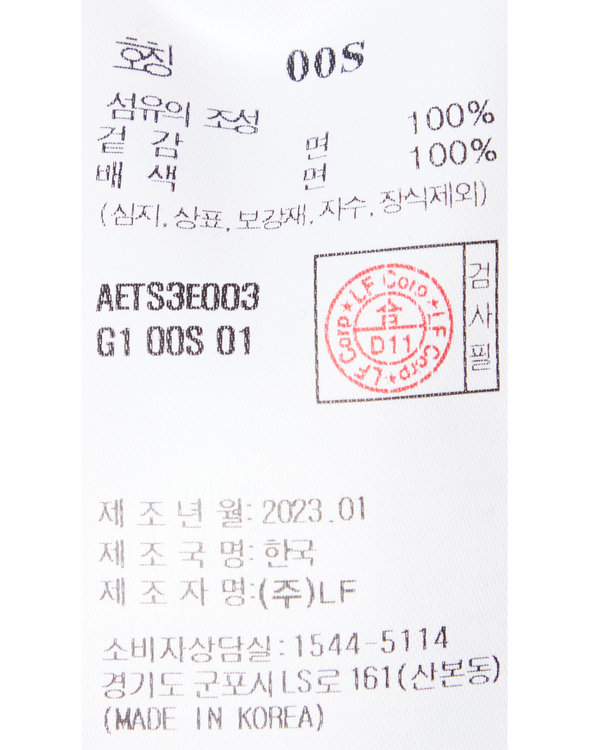 호칭 00S
섬유의 조성
겉 감 면 100%
배 색 면 100%
(심지, 상표, 보강재, 자수, 장식제외)
AETS3E003
G1 00S 01
LF Corp ★ LF Corp ★ LF Corp ★
合
D11
검사필
제 조 년 월: 2023.01
제 조 국 명: 한국
제 조 자 명:(주)LF
소비자상담실: 1544-5114
경기도 군포시 LS로 161(산본동)
(MADE IN KOREA)